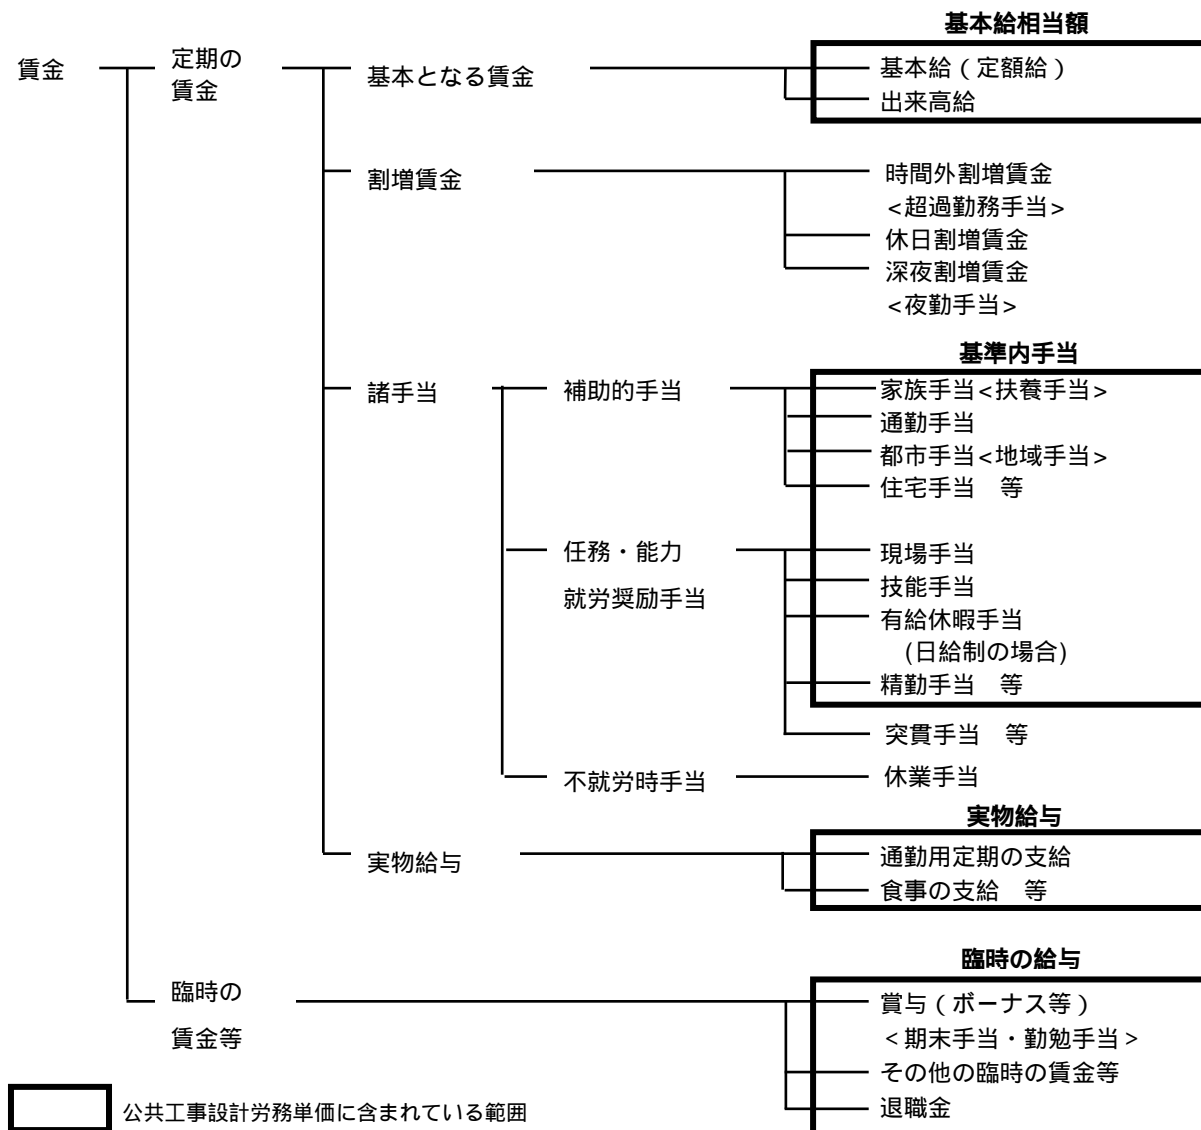 基本給相当額
賃金
定期の
賃金
基本となる賃金
基本給（定額給）
出来高給
割増賃金
時間外割増賃金
<超過勤務手当>
休日割増賃金
深夜割増賃金
<夜勤手当>
基準内手当
諸手当
補助的手当
家族手当<扶養手当>
通勤手当
都市手当<地域手当>
住宅手当　等
任務・能力
就労奨励手当
現場手当
技能手当
有給休暇手当
(日給制の場合)
精勤手当　等
突貫手当　等
不就労時手当
休業手当
実物給与
実物給与
通勤用定期の支給
食事の支給　等
臨時の給与
臨時の
賃金等
賞与（ボーナス等）
＜期末手当・勤勉手当＞
その他の臨時の賃金等
退職金
公共工事設計労務単価に含まれている範囲